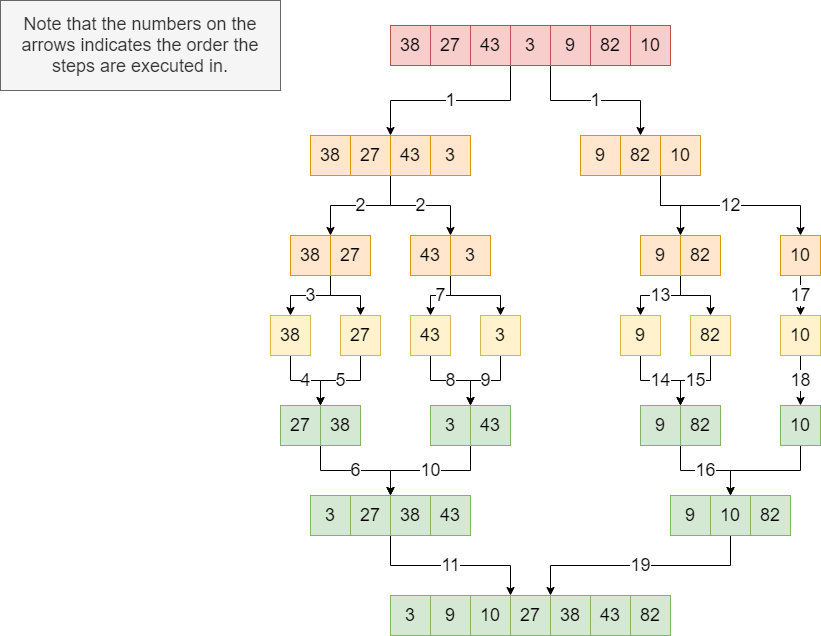 Note that the numbers on the
arrows indicates the order the
steps are executed in.
38 27 43 3 9 82 10
1 1
38 27 43 3 9 82 10
2 2 12
38 27 43 3 9 82 10
3 7 13 17
38 27 43 3 9 82 10
4 5 8 9 14 15 18
27 38 3 43 9 82 10
6 10 16
3 27 38 43 9 10 82
11 19
3 9 10 27 38 43 82